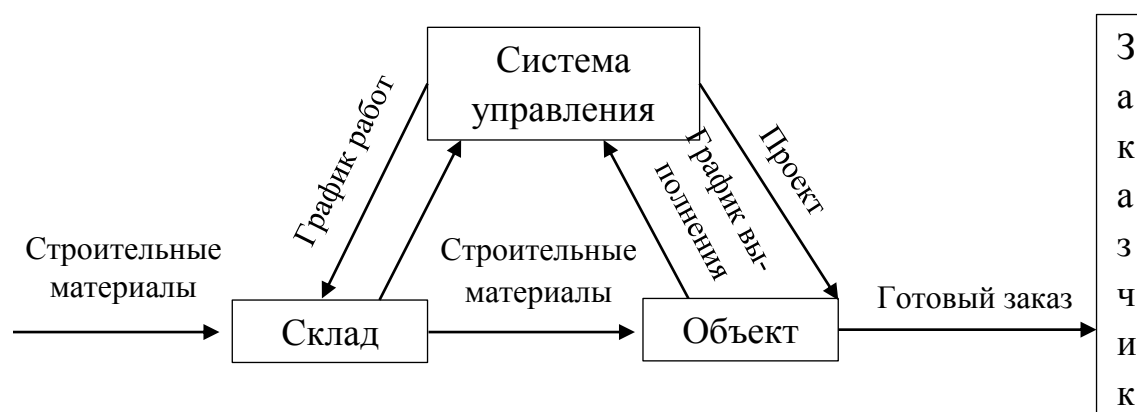 Система
управления
График работ
График вы-
полнения
Проект
Строительные
материалы
Строительные
материалы
Склад
Объект
Готовый заказ
З
а
к
а
з
ч
и
к